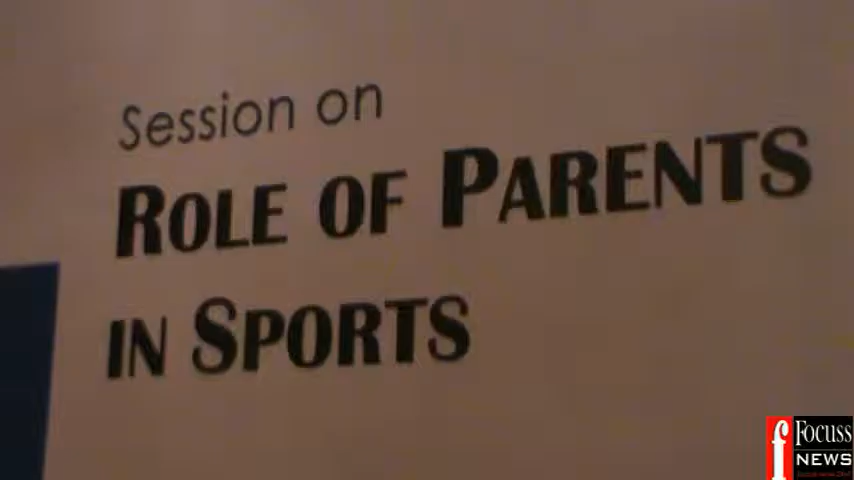 Session on
ROLE OF PARENTS
IN SPORTS
f Focuss
NEWS